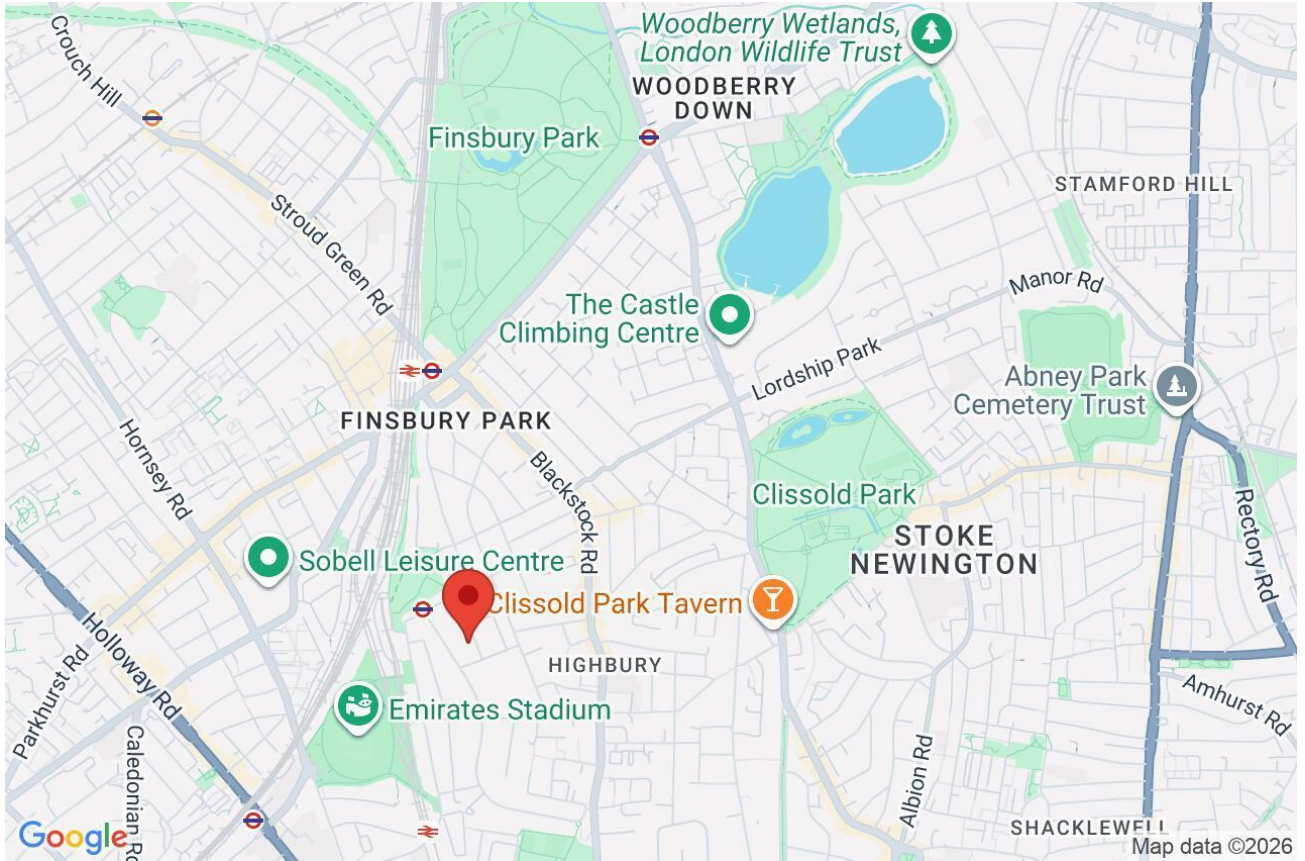 Crouch Hill
Woodberry Wetlands,
London Wildlife Trust
WOODBERRY
DOWN
Finsbury Park
STAMFORD HILL
Stroud Green Rd
The Castle
Climbing Centre
Manor Rd
Lordship Park
Abney Park
Cemetery Trust
FINSBURY PARK
Hornsey Rd
Blackstock Rd
Clissold Park
Rectory Rd
STOKE
NEWINGTON
Sobell Leisure Centre
Clissold Park Tavern
Holloway Rd
HIGHBURY
Parkhurst Rd
Emirates Stadium
Amhurst Rd
Caledonian Rd
Albion Rd
SHACKLEWELL
Google
Map data ©2026